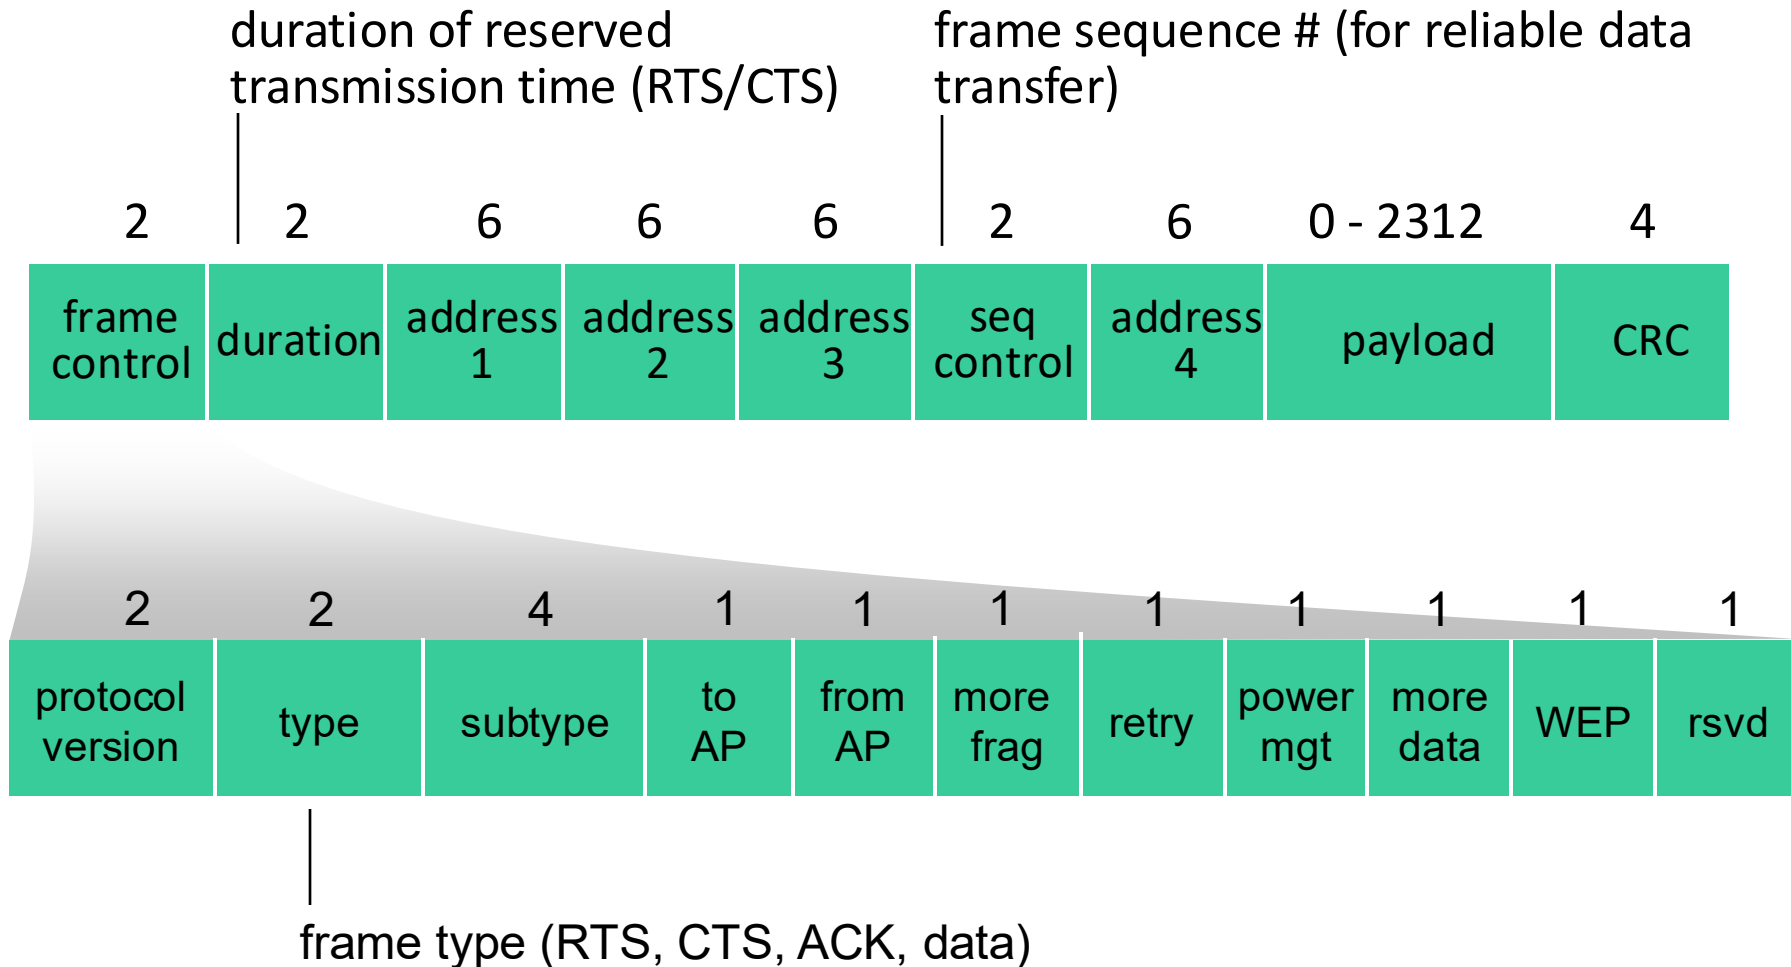 duration of reserved
transmission time (RTS/CTS)
frame sequence # (for reliable data
transfer)
2 2 6 6 6 2 6 0 - 2312 4
frame
control
duration
address
1
address
2
address
3
seq
control
address
4
payload
CRC
2 2 4 1 1 1 1 1 1 1 1
protocol
version
type
subtype
to
AP
from
AP
more
frag
retry
power
mgt
more
data
WEP
rsvd
frame type (RTS, CTS, ACK, data)